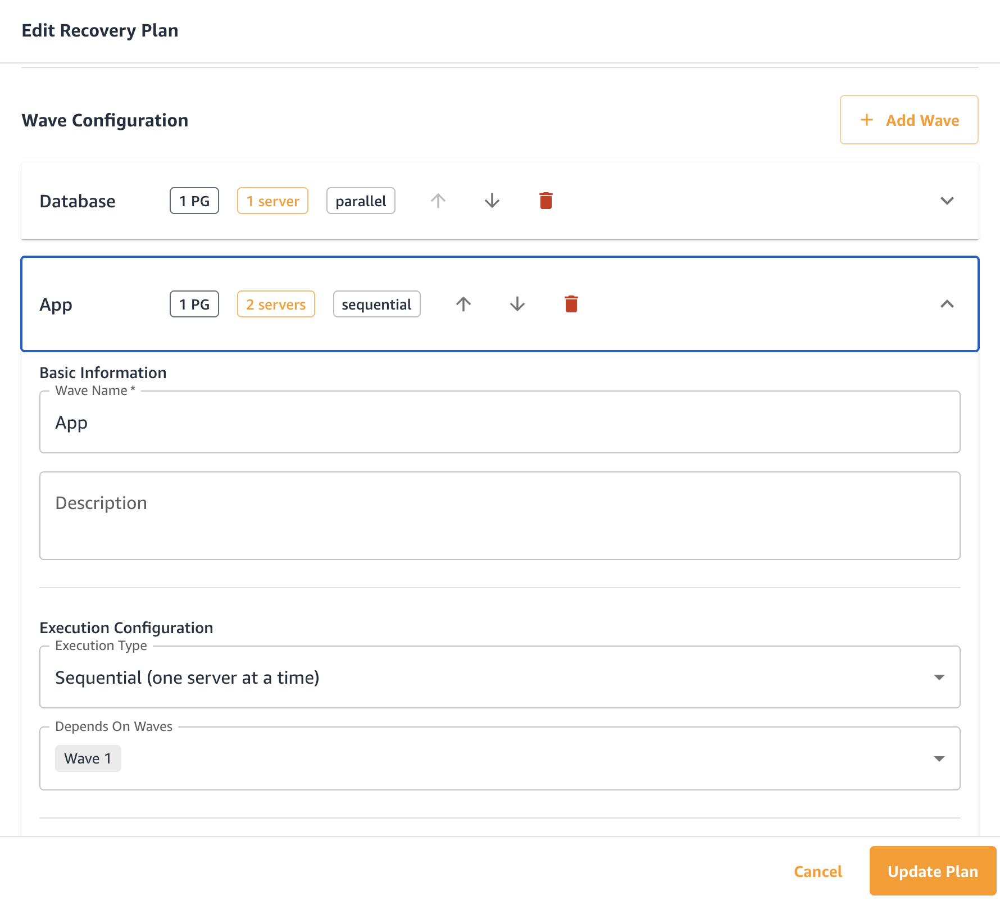 Edit Recovery Plan
Wave Configuration
+ Add Wave
Database 1 PG 1 server parallel
App 1 PG 2 servers sequential
Basic Information
Wave Name *
App
Description
Execution Configuration
Execution Type
Sequential (one server at a time)
Depends On Waves
Wave 1
Cancel Update Plan